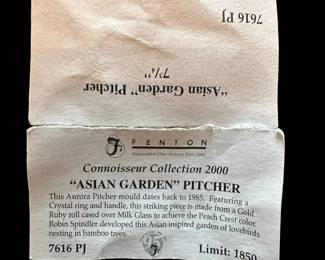 7616 PJ
"Asian Garden" Pitcher
7¼"
FENTON
Connoisseur Collection 2000
"ASIAN GARDEN" PITCHER
This Aurora Pitcher mould dates back to 1985. Featuring a
Crystal ring and handle, this striking piece is made from a Gold
Ruby roll cased over Milk Glass to achieve the Peach Crest color.
Robin Spindler developed this Asian inspired garden of lovebirds
nesting in bamboo trees.
7616 PJ
95
Limit: 1850